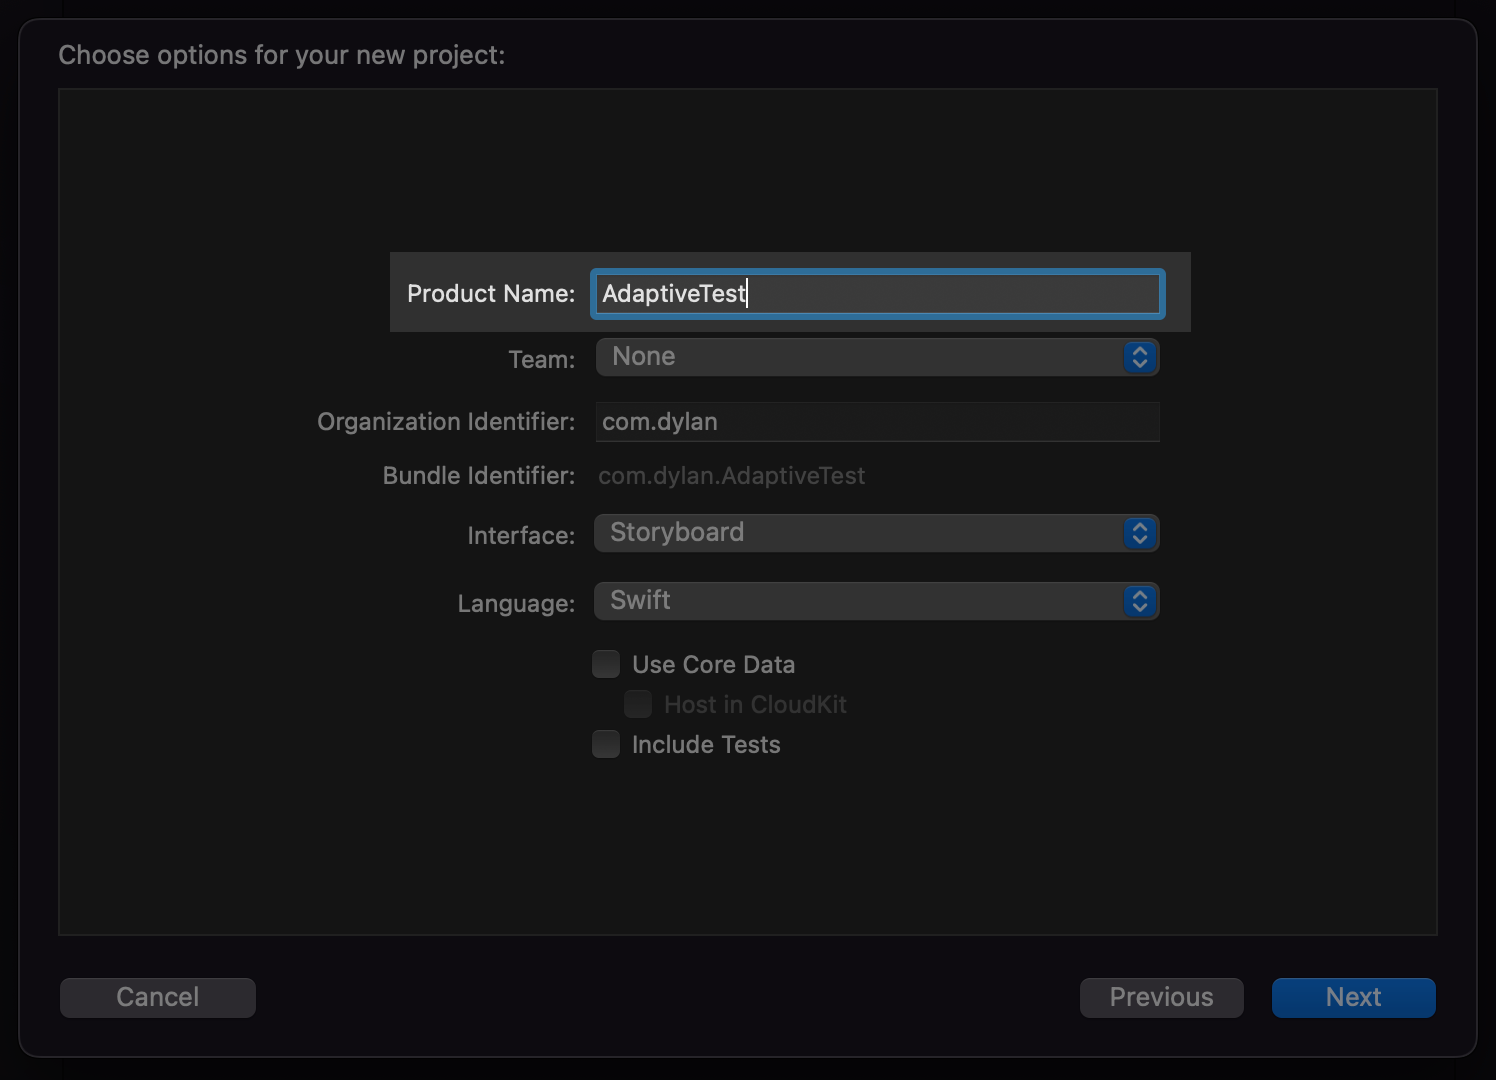 Choose options for your new project:
Product Name: AdaptiveTest
Team: None
Organization Identifier: com.dylan
Bundle Identifier: com.dylan.AdaptiveTest
Interface: Storyboard
Language: Swift
Use Core Data
Host in CloudKit
Include Tests
Cancel Previous Next